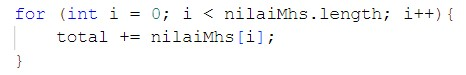 for (int i = 0; i < nilaiMhs.length; i++){
    total += nilaiMhs[i];
}